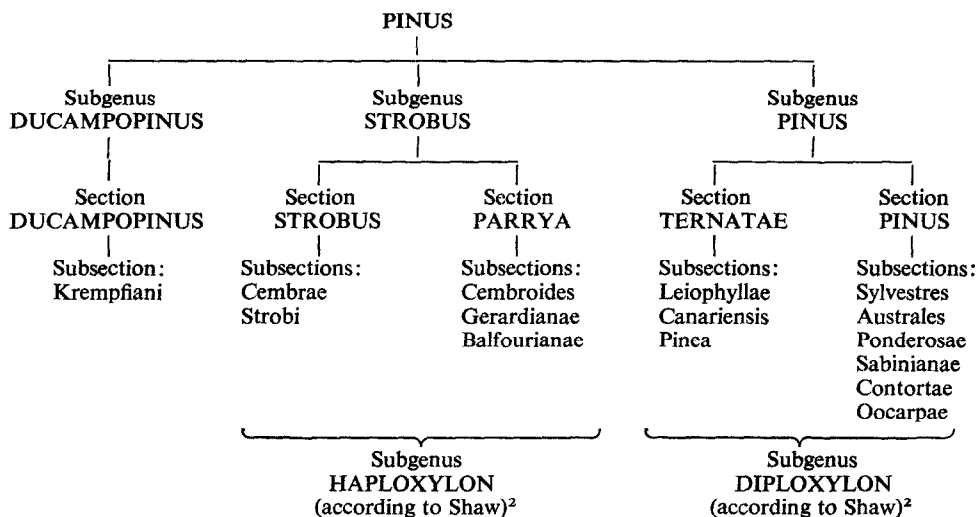 PINUS
Subgenus
DUCAMPOPINUS
Subgenus
STROBUS
Subgenus
PINUS
Section
DUCAMPOPINUS
Section
STROBUS
Section
PARRYA
Section
TERNATAE
Section
PINUS
Subsection:
Krempfiani
Subsections:
Cembrae
Strobi
Subsections:
Cembroides
Gerardianae
Balfourianae
Subsections:
Leiophyllae
Canariensis
Pinea
Subsections:
Sylvestres
Australes
Ponderosae
Sabinianae
Contortae
Oocarpae
Subgenus
HAPLOXYLON
(according to Shaw)²
Subgenus
DIPLOXYLON
(according to Shaw)²